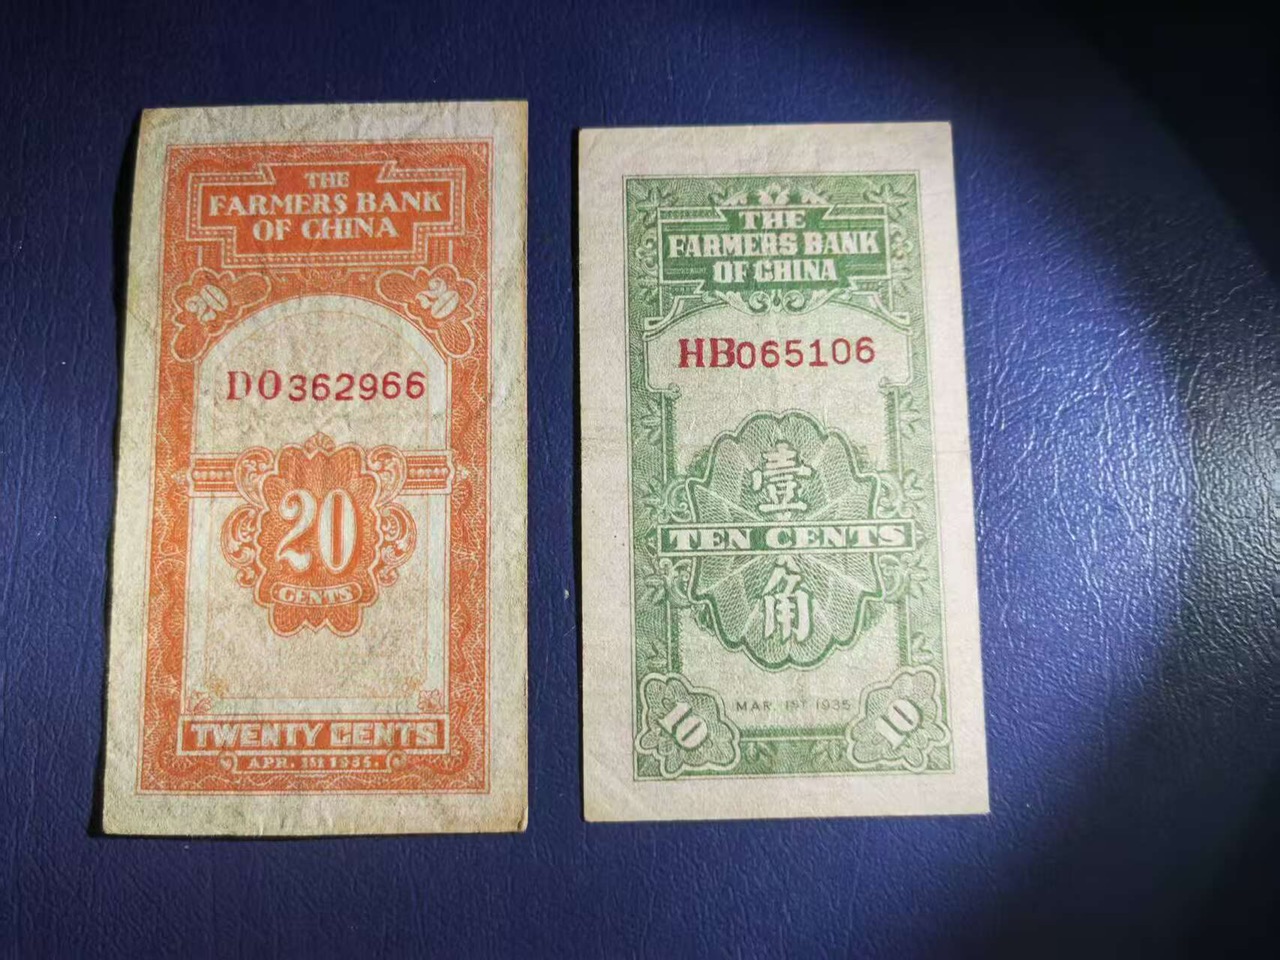 THE
FARMERS BANK
OF CHINA
20
20
DO362966
20
CENTS
TWENTY CENTS
APR. 1ST 1935.
THE
FARMERS BANK
OF CHINA
HB065106
壹
TEN CENTS
角
MAR. 1ST 1935
10
10